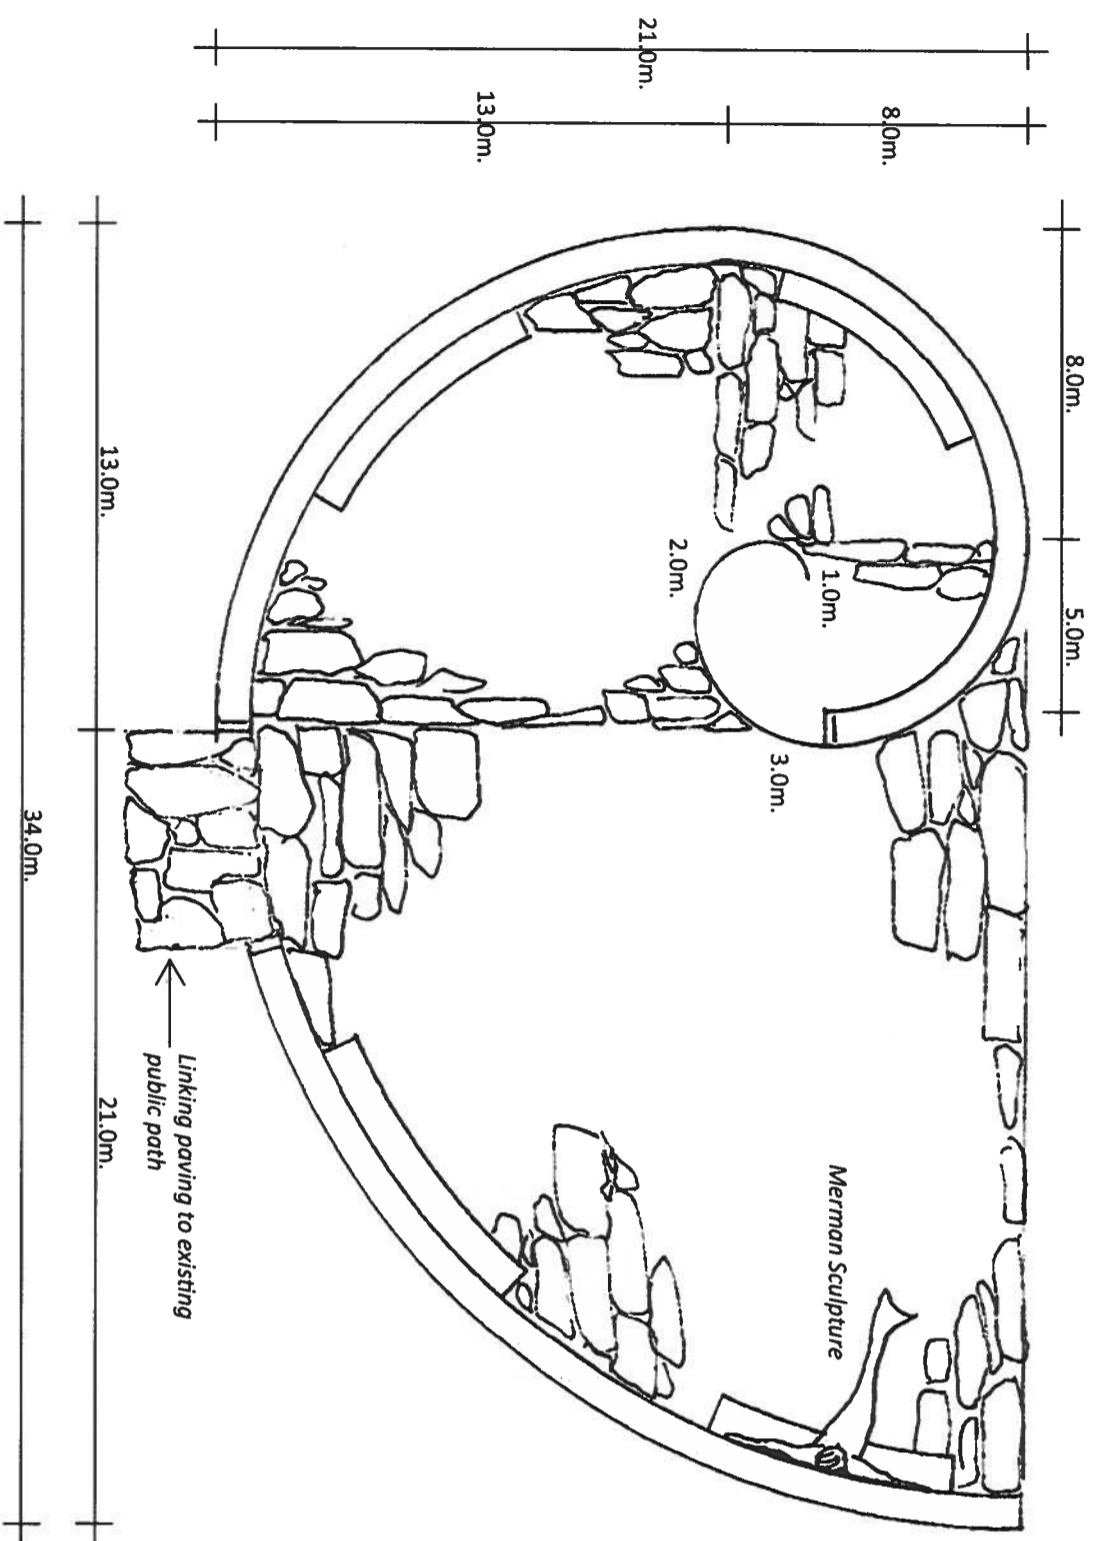 21.0m.
13.0m.
8.0m.
8.0m.
5.0m.
1.0m.
2.0m.
3.0m.
13.0m.
21.0m.
34.0m.
Merman Sculpture
Linking paving to existing
public path